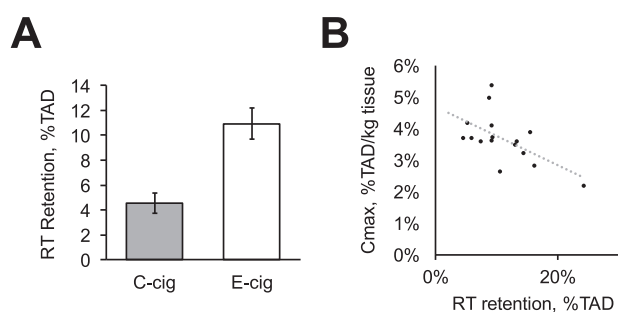 A
RT Retention, %TAD
14
12
10
8
6
4
2
0
C-cig
E-cig
B
Cmax, %TAD/kg tissue
6%
5%
4%
3%
2%
1%
0%
0%
20%
RT retention, %TAD